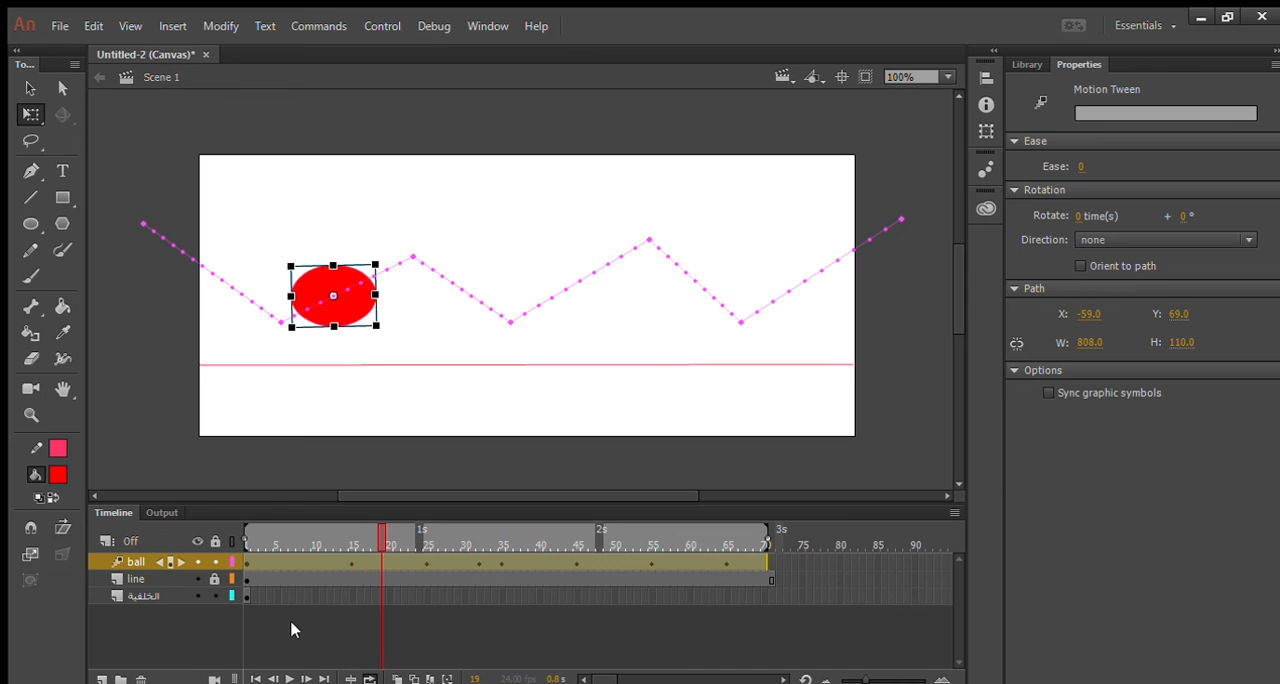 An File Edit View Insert Modify Text Commands Control Debug Window Help Essentials
To... Untitled-2 (Canvas)* × Library Properties
Scene 1 100%
Motion Tween
Ease
Ease: 0
Rotation
Rotate: 0 time(s) + 0 °
Direction: none
Orient to path
Path
X: -59.0 Y: 69.0
W: 808.0 H: 110.0
Options
Sync graphic symbols
Timeline Output
1s 2s 3s
Off 5 10 15 20 25 30 35 40 45 50 55 60 65 70 75 80 85 90
ball
line
الخلفية
19 24.00 fps 0.8 s